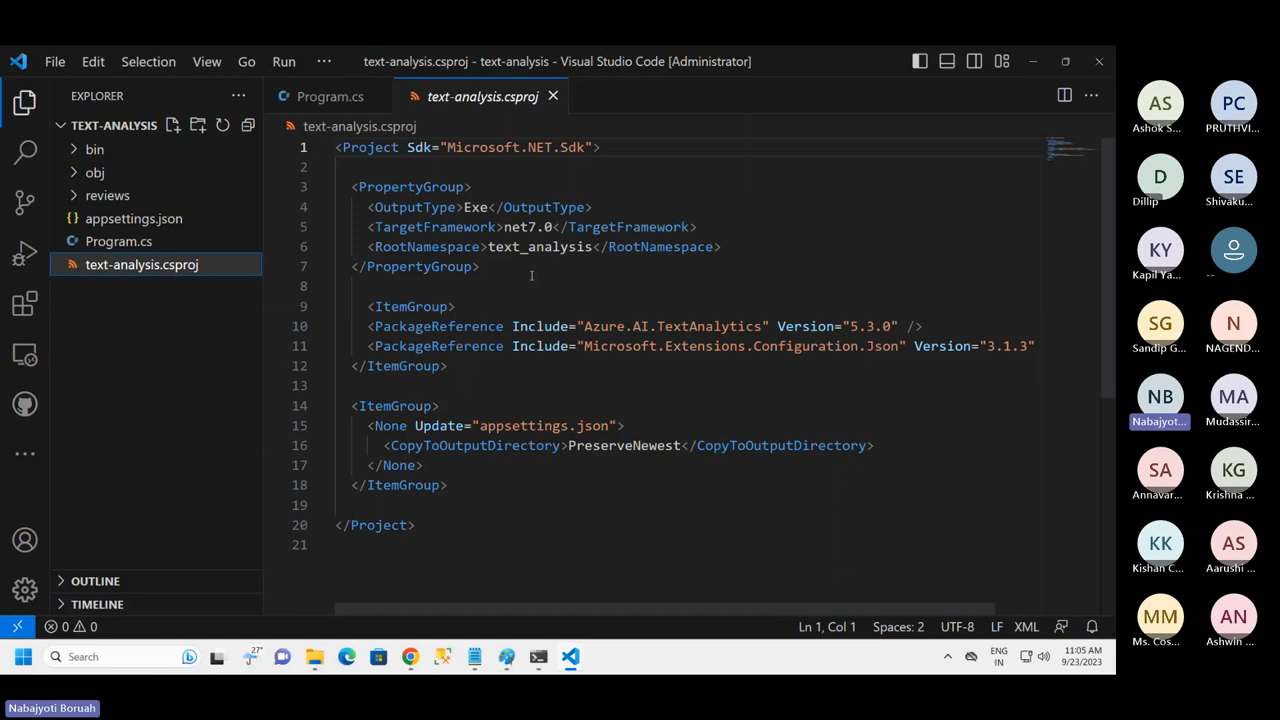 File Edit Selection View Go Run ··· text-analysis.csproj - text-analysis - Visual Studio Code [Administrator]
EXPLORER ···
TEXT-ANALYSIS
bin
obj
reviews
{} appsettings.json
C# Program.cs
text-analysis.csproj
OUTLINE
TIMELINE
C# Program.cs
text-analysis.csproj
text-analysis.csproj
1 <Project Sdk="Microsoft.NET.Sdk">
2
3 <PropertyGroup>
4 <OutputType>Exe</OutputType>
5 <TargetFramework>net7.0</TargetFramework>
6 <RootNamespace>text_analysis</RootNamespace>
7 </PropertyGroup>
8
9 <ItemGroup>
10 <PackageReference Include="Azure.AI.TextAnalytics" Version="5.3.0" />
11 <PackageReference Include="Microsoft.Extensions.Configuration.Json" Version="3.1.3"
12 </ItemGroup>
13
14 <ItemGroup>
15 <None Update="appsettings.json">
16 <CopyToOutputDirectory>PreserveNewest</CopyToOutputDirectory>
17 </None>
18 </ItemGroup>
19
20 </Project>
21
0 0 Ln 1, Col 1 Spaces: 2 UTF-8 LF XML
Search 27° ENG
IN 11:05 AM
9/23/2023
AS PC
Ashok S... PRUTHVI...
D SE
Dillip Shivaku...
KY
Kapil Ya... --
SG N
Sandip G... NAGEND...
NB MA
Nabajyot... Mudassir...
SA KG
Annavar... Krishna ...
KK AS
Kishan C... Aarushi ...
MM AN
Ms. Cos... Ashwin ...
Nabajyoti Boruah